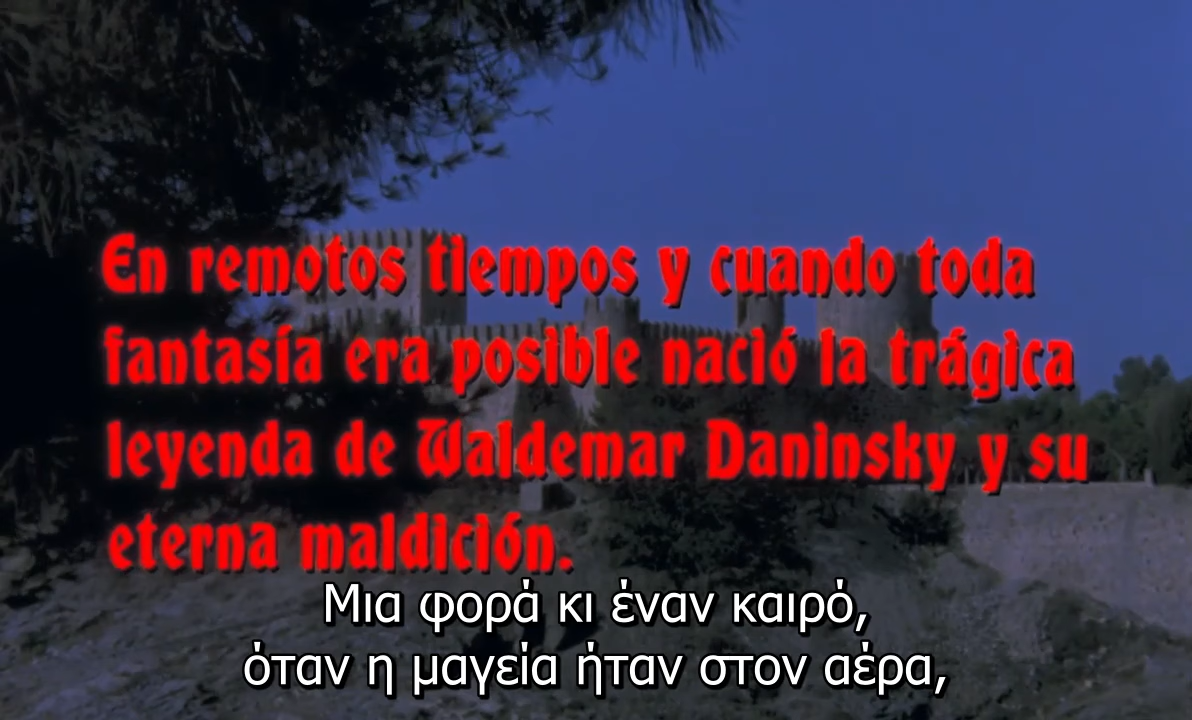 En remotos tiempos y cuando toda
fantasía era posible nació la trágica
leyenda de Waldemar Daninsky y su
eterna maldición.
Μια φορά κι έναν καιρό,
όταν η μαγεία ήταν στον αέρα,